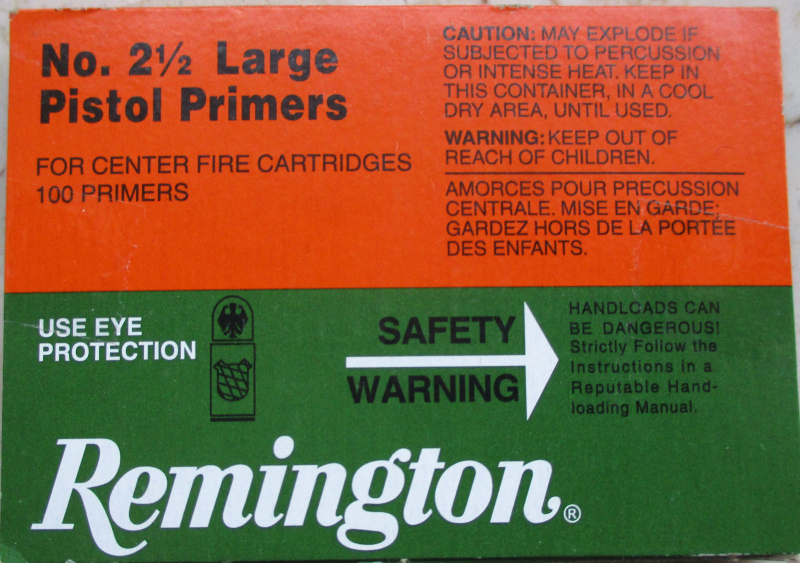 No. 2½ Large
Pistol Primers
FOR CENTER FIRE CARTRIDGES
100 PRIMERS
CAUTION: MAY EXPLODE IF
SUBJECTED TO PERCUSSION
OR INTENSE HEAT. KEEP IN
THIS CONTAINER, IN A COOL
DRY AREA, UNTIL USED.
WARNING: KEEP OUT OF
REACH OF CHILDREN.
AMORCES POUR PRECUSSION
CENTRALE. MISE EN GARDE;
GARDEZ HORS DE LA PORTÉE
DES ENFANTS.
USE EYE
PROTECTION
SAFETY
WARNING
HANDLCADS CAN
BE DANGEROUS!
Strictly Follow the
Instructions in a
Reputable Hand-
loading Manual.
Remington®